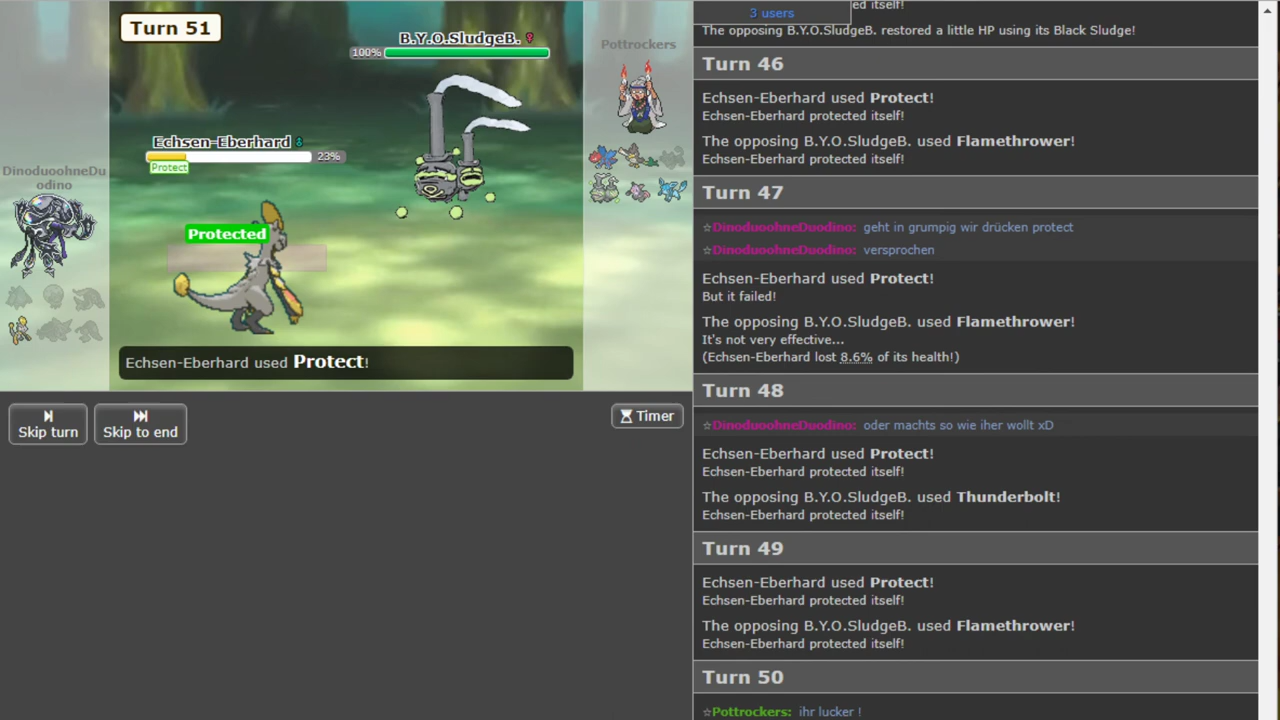 Turn 51
B.Y.O.SludgeB. ♀
100%
Echsen-Eberhard ♂
23%
Protect
Protected
Echsen-Eberhard used Protect!
DinoduoohneDu
odino
Pottrockers
Skip turn
Skip to end
Timer
3 users
ed itself!
The opposing B.Y.O.SludgeB. restored a little HP using its Black Sludge!
Turn 46
Echsen-Eberhard used Protect!
Echsen-Eberhard protected itself!
The opposing B.Y.O.SludgeB. used Flamethrower!
Echsen-Eberhard protected itself!
Turn 47
☆DinoduoohneDuodino: geht in grumpig wir drücken protect
☆DinoduoohneDuodino: versprochen
Echsen-Eberhard used Protect!
But it failed!
The opposing B.Y.O.SludgeB. used Flamethrower!
It's not very effective...
(Echsen-Eberhard lost 8.6% of its health!)
Turn 48
☆DinoduoohneDuodino: oder machts so wie iher wollt xD
Echsen-Eberhard used Protect!
Echsen-Eberhard protected itself!
The opposing B.Y.O.SludgeB. used Thunderbolt!
Echsen-Eberhard protected itself!
Turn 49
Echsen-Eberhard used Protect!
Echsen-Eberhard protected itself!
The opposing B.Y.O.SludgeB. used Flamethrower!
Echsen-Eberhard protected itself!
Turn 50
☆Pottrockers: ihr lucker !